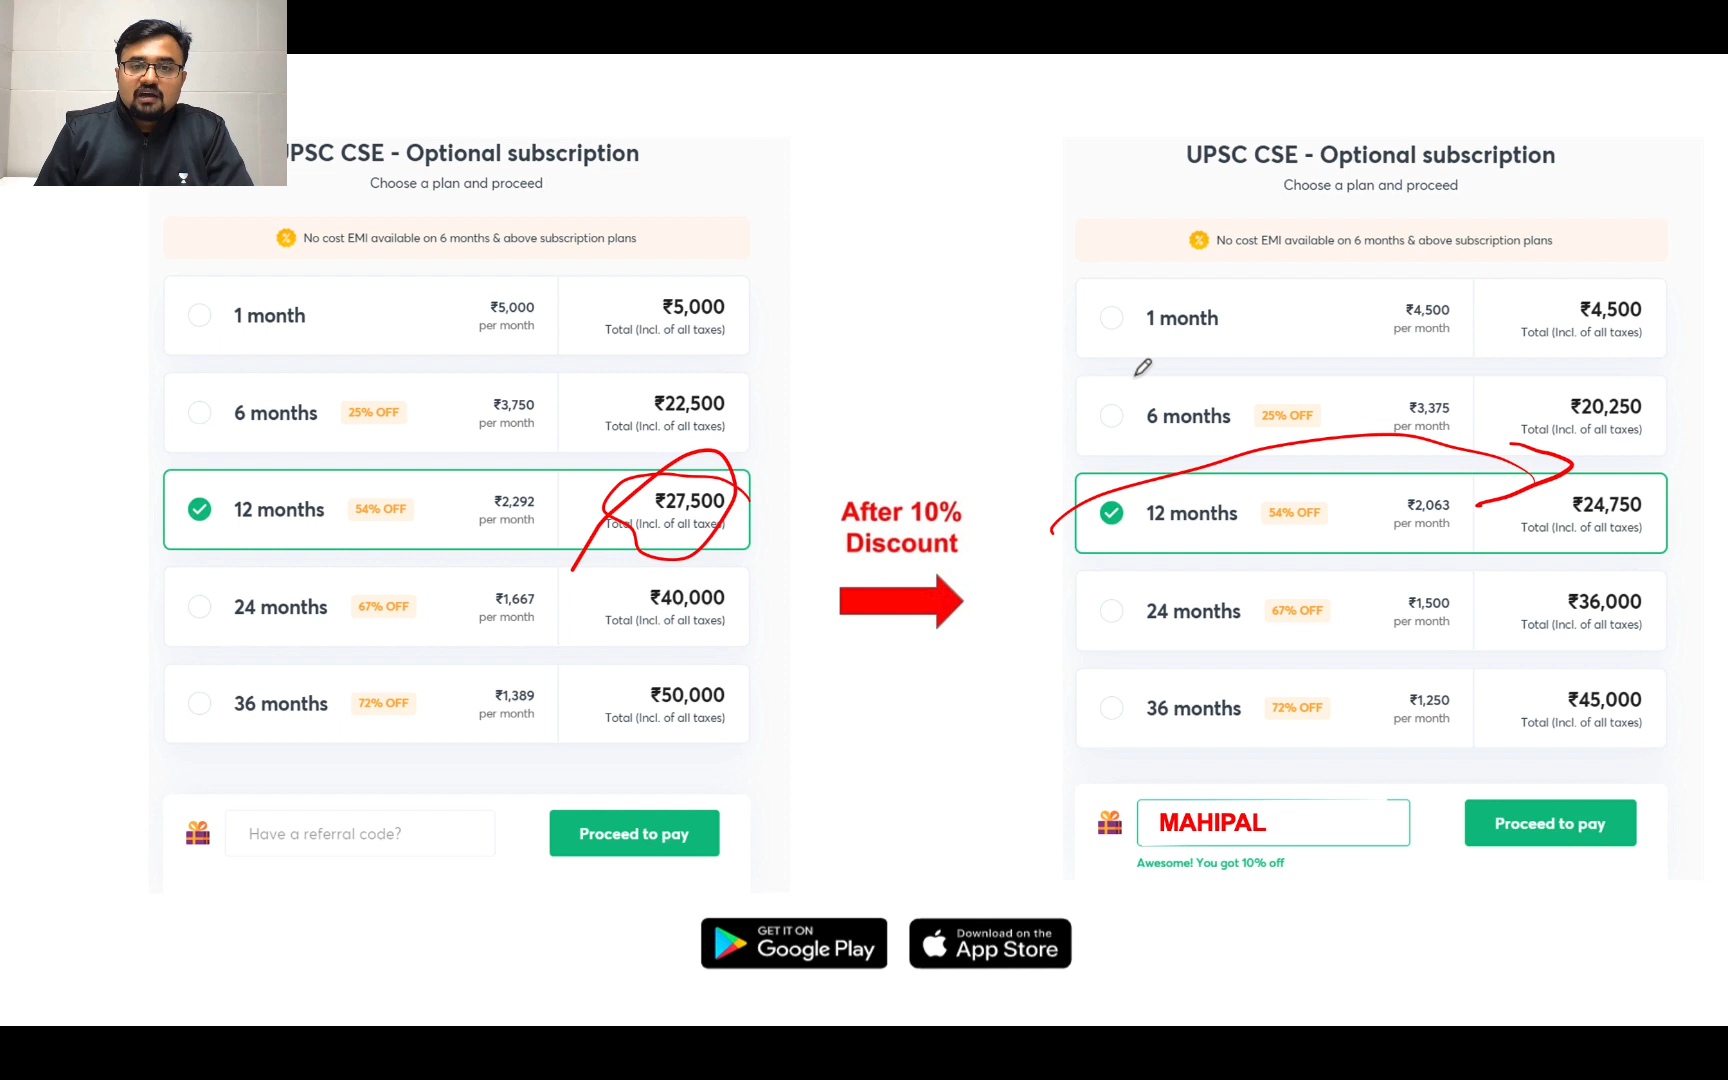 UPSC CSE - Optional subscription
Choose a plan and proceed
No cost EMI available on 6 months & above subscription plans
1 month
₹5,000
per month
₹5,000
Total (Incl. of all taxes)
6 months
25% OFF
₹3,750
per month
₹22,500
Total (Incl. of all taxes)
12 months
54% OFF
₹2,292
per month
₹27,500
Total (Incl. of all taxes)
24 months
67% OFF
₹1,667
per month
₹40,000
Total (Incl. of all taxes)
36 months
72% OFF
₹1,389
per month
₹50,000
Total (Incl. of all taxes)
Have a referral code?
Proceed to pay
After 10%
Discount
UPSC CSE - Optional subscription
Choose a plan and proceed
No cost EMI available on 6 months & above subscription plans
1 month
₹4,500
per month
₹4,500
Total (Incl. of all taxes)
6 months
25% OFF
₹3,375
per month
₹20,250
Total (Incl. of all taxes)
12 months
54% OFF
₹2,063
per month
₹24,750
Total (Incl. of all taxes)
24 months
67% OFF
₹1,500
per month
₹36,000
Total (Incl. of all taxes)
36 months
72% OFF
₹1,250
per month
₹45,000
Total (Incl. of all taxes)
MAHIPAL
Awesome! You got 10% off
Proceed to pay
GET IT ON
Google Play
Download on the
App Store